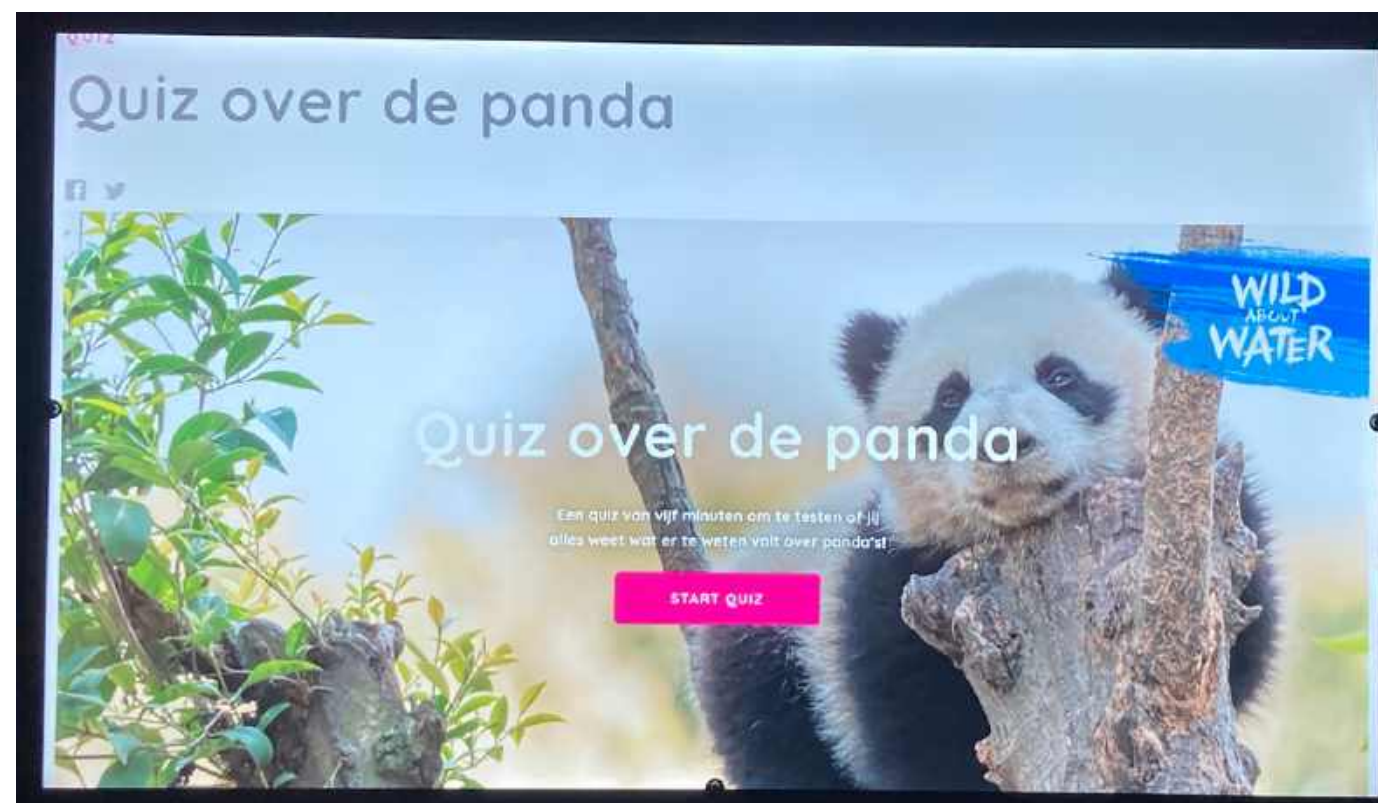 QUIZ
Quiz over de panda
WILD
ABOUT
WATER
Quiz over de panda
Een quiz van vijf minuten om te testen of jij
alles weet wat er te weten valt over panda's!
START QUIZ